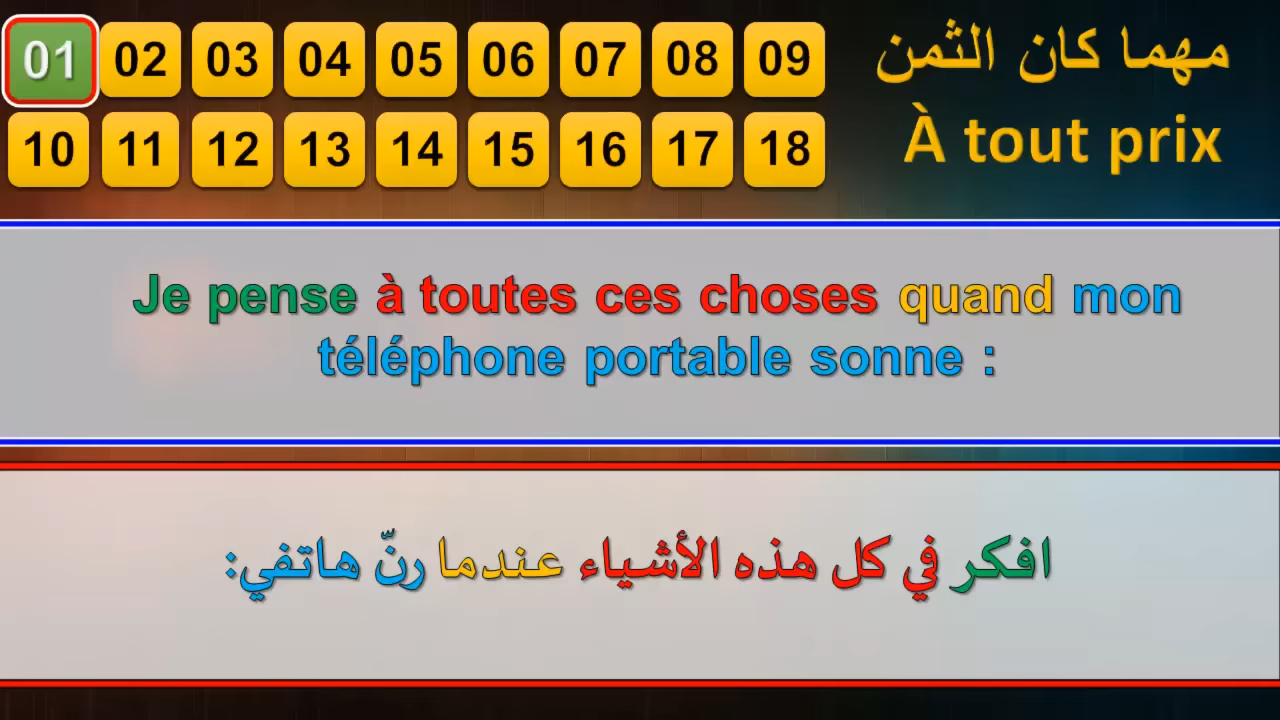 01 02 03 04 05 06 07 08 09
10 11 12 13 14 15 16 17 18
مهما كان الثمن
À tout prix
Je pense à toutes ces choses quand mon
téléphone portable sonne :
افكر في كل هذه الأشياء عندما رنّ هاتفي: